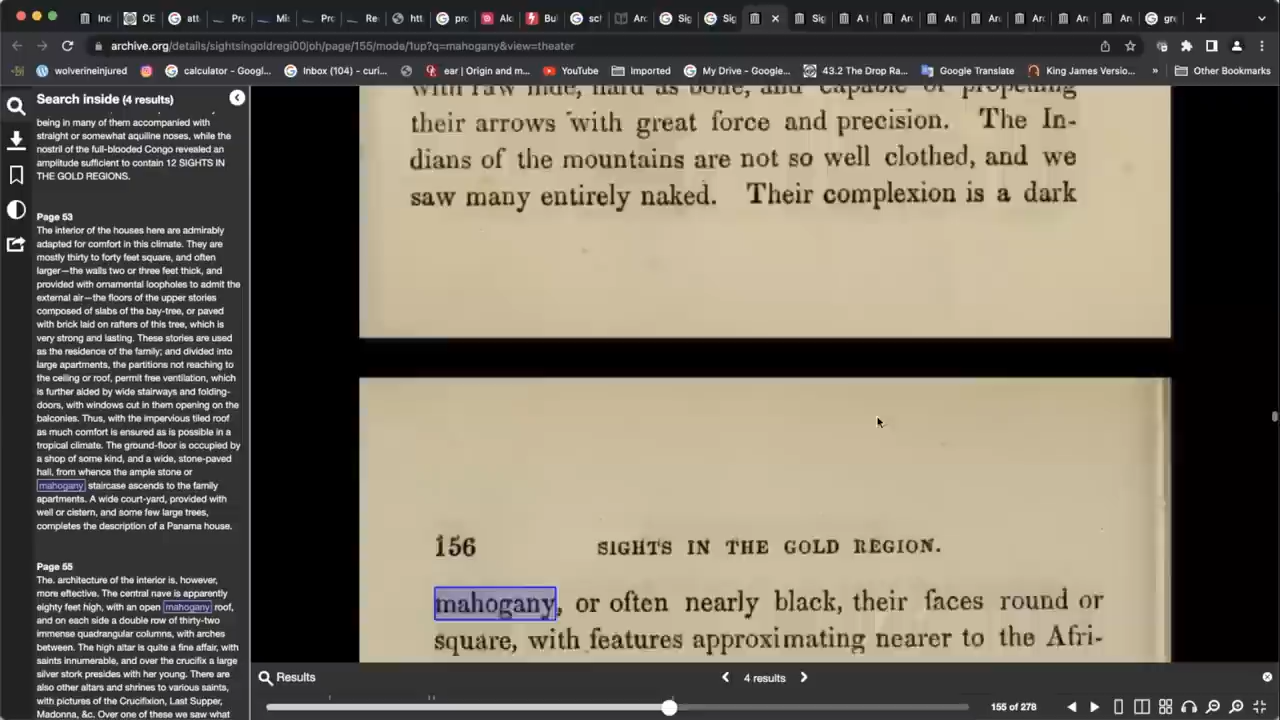 archive.org/details/sightsingoldregi00joh/page/155/mode/1up?q=mahogany&view=theater
wolverineinjured
calculator - Googl...
Inbox (104) - curi...
ear | Origin and m...
YouTube
Imported
My Drive - Google...
43.2 The Drop Ra...
Google Translate
King James Versio...
»
Other Bookmarks
Search inside (4 results)
being in many of them accompanied with
straight or somewhat aquiline noses, while the
nostril of the full-blooded Congo revealed an
amplitude sufficient to contain 12 SIGHTS IN
THE GOLD REGIONS.
Page 53
The interior of the houses here are admirably
adapted for comfort in this climate. They are
mostly thirty to forty feet square, and often
larger—the walls two or three feet thick, and
provided with ornamental loopholes to admit the
external air—the floors of the upper stories
composed of slabs of the bay-tree, or paved
with brick laid on rafters of this tree, which is
very strong and lasting. These stories are used
as the residence of the family; and divided into
large apartments, the partitions not reaching to
the ceiling or roof, permit free ventilation, which
is further aided by wide stairways and folding-
doors, with windows cut in them opening on the
balconies. Thus, with the impervious tiled roof
as much comfort is ensured as is possible in a
tropical climate. The ground-floor is occupied by
a shop of some kind, and a wide, stone-paved
hall, from whence the ample stone or
mahogany staircase ascends to the family
apartments. A wide court-yard, provided with
well or cistern, and some few large trees,
completes the description of a Panama house.
Page 55
The. architecture of the interior is, however,
more effective. The central nave is apparently
eighty feet high, with an open mahogany roof,
and on each side a double row of thirty-two
immense quadrangular columns, with arches
between. The high altar is quite a fine affair, with
saints innumerable, and over the crucifix a large
silver stork presides with her young. There are
also other altars and shrines to various saints,
with pictures of the Crucifixion, Last Supper,
Madonna, &c. Over one of these we saw what
with raw hide, hard as bone, and capable of propelling
their arrows with great force and precision. The In-
dians of the mountains are not so well clothed, and we
saw many entirely naked. Their complexion is a dark
156 SIGHTS IN THE GOLD REGION.
mahogany, or often nearly black, their faces round or
square, with features approximating nearer to the Afri-
Results
4 results
155 of 278